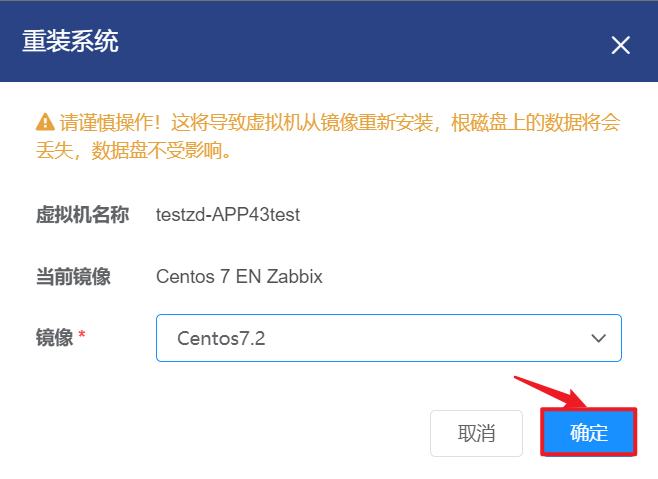 重装系统
请谨慎操作！这将导致虚拟机从镜像重新安装，根磁盘上的数据将会
丢失，数据盘不受影响。
虚拟机名称 testzd-APP43test
当前镜像 Centos 7 EN Zabbix
镜像 * Centos7.2
取消 确定